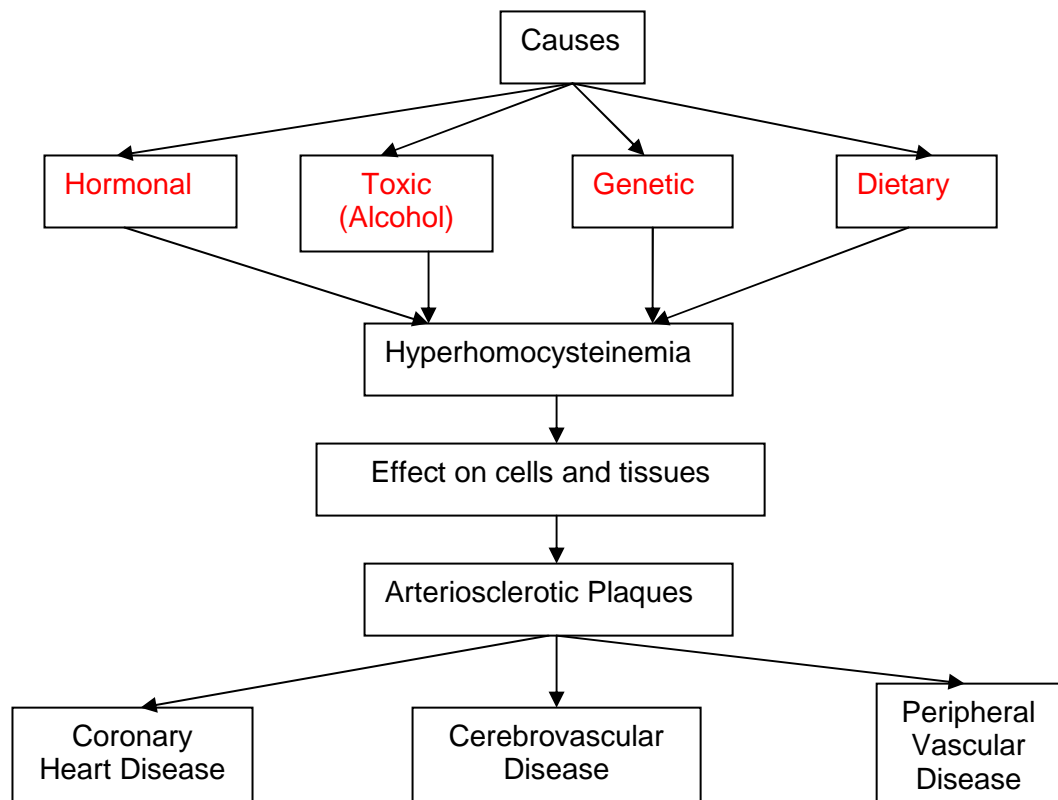 Causes
Hormonal
Toxic
(Alcohol)
Genetic
Dietary
Hyperhomocysteinemia
Effect on cells and tissues
Arteriosclerotic Plaques
Coronary
Heart Disease
Cerebrovascular
Disease
Peripheral
Vascular
Disease